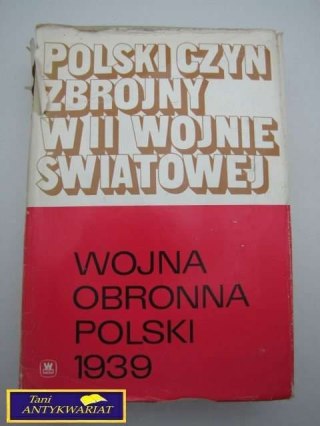 POLSKI CZYN
ZBROJNY
W II WOJNIE
ŚWIATOWEJ
WOJNA
OBRONNA
POLSKI
1939
Tani
ANTYKWARIAT